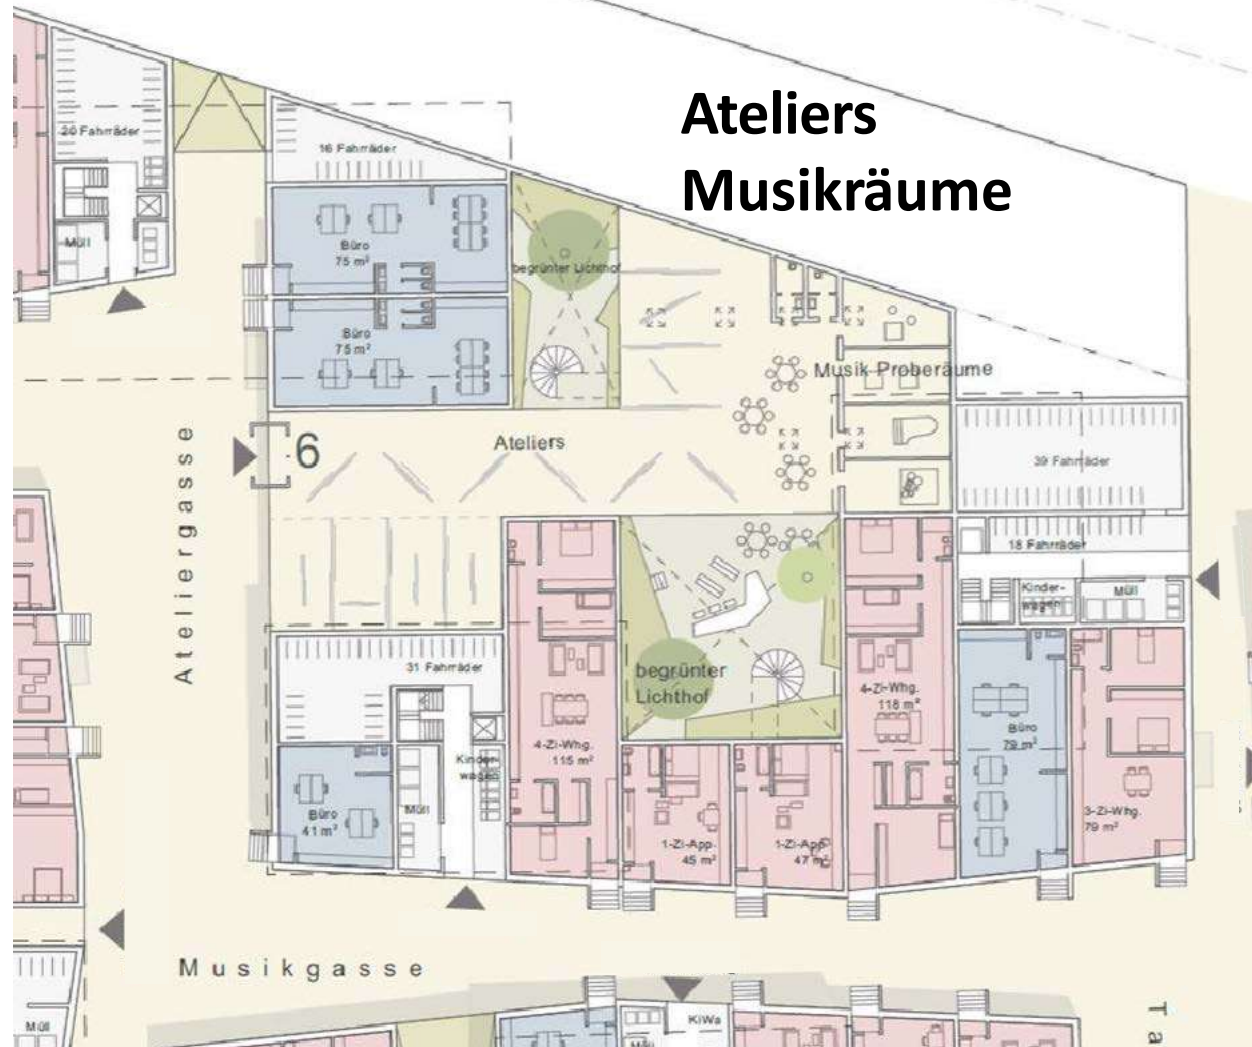 Ateliers
Musikräume
20 Fahrräder
16 Fahrräder
Müll
Büro
75 m²
begrünter Lichthof
Büro
75 m²
Musik Proberäume
6
Ateliers
39 Fahrräder
Ateliergasse
18 Fahrräder
Kinder-
wagen
Müll
31 Fahrräder
begrünter
Lichthof
4-Zi-Whg.
118 m²
Büro
79 m²
4-Zi-Whg.
115 m²
Kinder-
wagen
Büro
41 m²
Müll
1-Zi-App.
45 m²
1-Zi-App.
47 m²
3-Zi-Whg.
79 m²
Musikgasse
Müll
KiWa
Müll
Ta